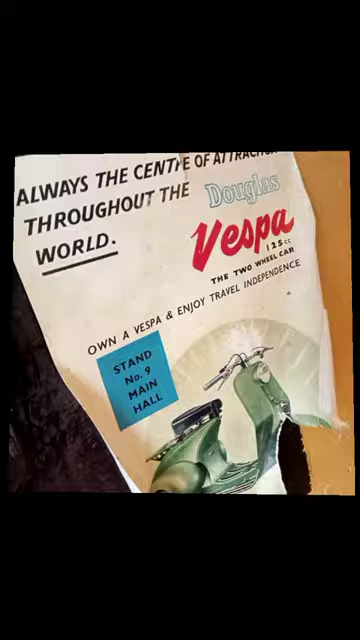 ALWAYS THE CENTRE OF ATTRACTION
THROUGHOUT THE
WORLD.
Douglas
Vespa
125cc
THE TWO WHEEL CAR
OWN A VESPA & ENJOY TRAVEL INDEPENDENCE
STAND
No. 9
MAIN
HALL